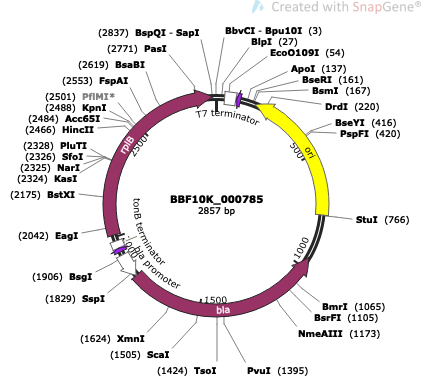 Created with SnapGene®
(2837) BspQI - SapI
(2771) PasI
(2619) BsaBI
(2553) FspAI
(2501) PflMI*
(2488) KpnI
(2484) Acc65I
(2466) HincII
(2328) PluTI
(2326) SfoI
(2325) NarI
(2324) KasI
(2175) BstXI
(2042) EagI
(1906) BsgI
(1829) SspI
(1624) XmnI
(1505) ScaI
(1424) TsoI
BbvCI - Bpu10I (3)
BlpI (27)
EcoO109I (54)
ApoI (137)
BseRI (161)
BsmI (167)
DrdI (220)
BseYI (416)
PspFI (420)
StuI (766)
BmrI (1065)
BsrFI (1105)
NmeAIII (1173)
PvuI (1395)
T7 terminator
rplB
2500
ori
500
BBF10K_000785
2857 bp
tonB terminator
bla promoter
1000
1500
bla